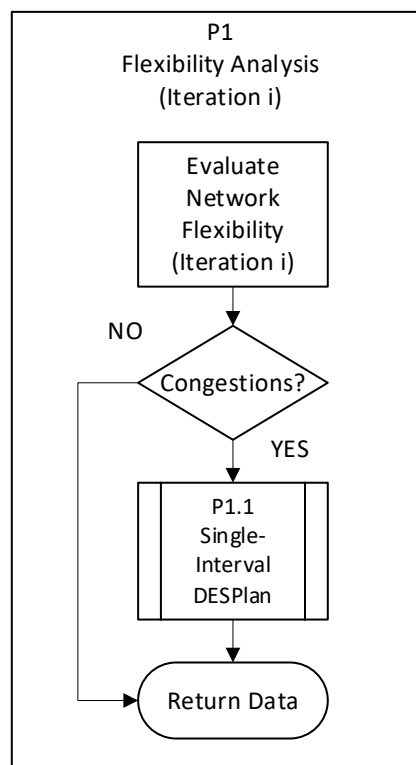 P1
Flexibility Analysis
(Iteration i)
Evaluate
Network
Flexibility
(Iteration i)
NO
Congestions?
YES
P1.1
Single-
Interval
DESPlan
Return Data